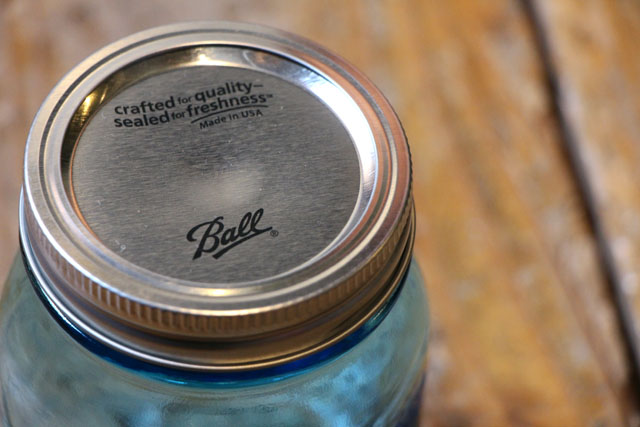 crafted for quality—
sealed for freshness™
Made in USA
Ball®